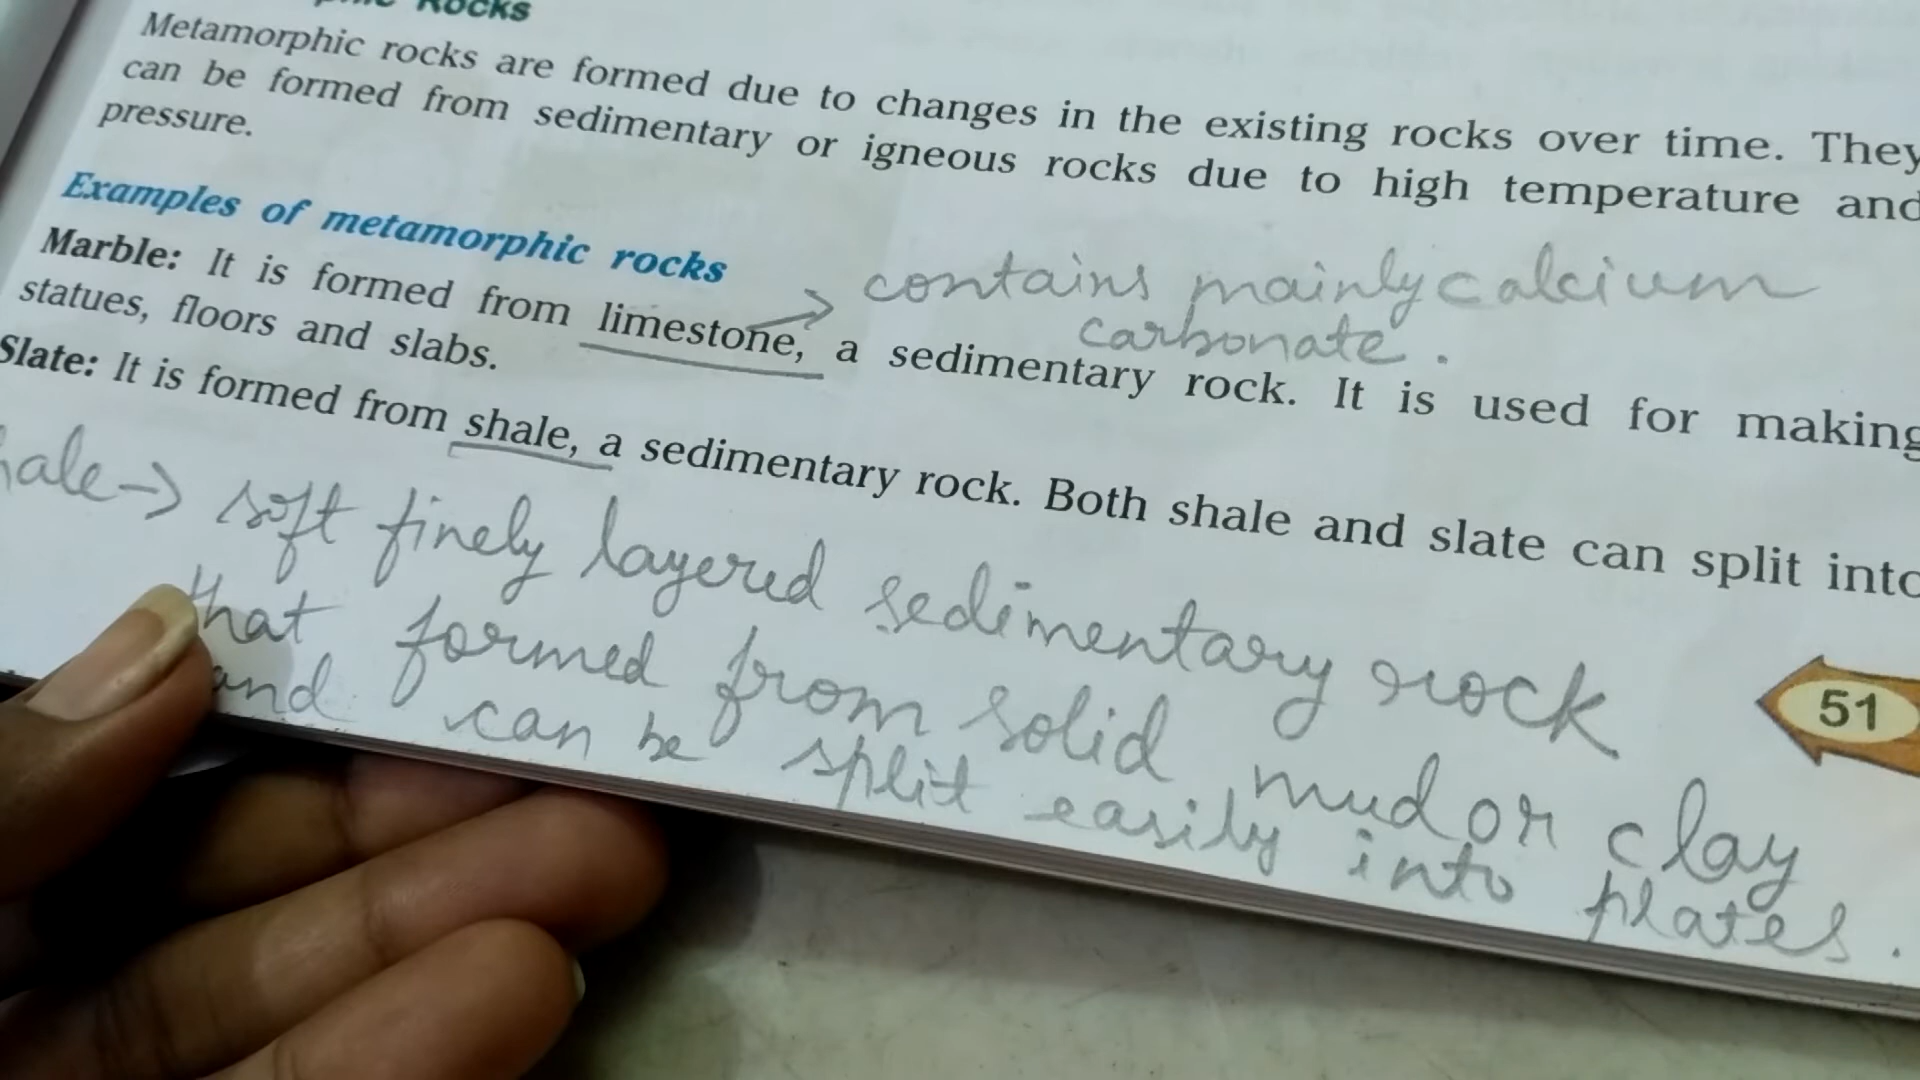 Rocks
Metamorphic rocks are formed due to changes in the existing rocks over time. They
can be formed from sedimentary or igneous rocks due to high temperature and
pressure.
Examples of metamorphic rocks
→ contains mainly calcium
carbonate.
Marble: It is formed from limestone, a sedimentary rock. It is used for making
statues, floors and slabs.
Slate: It is formed from shale, a sedimentary rock. Both shale and slate can split into
hale → soft finely layered sedimentary rock
that formed from solid mud or clay
and can be split easily into plates.
51